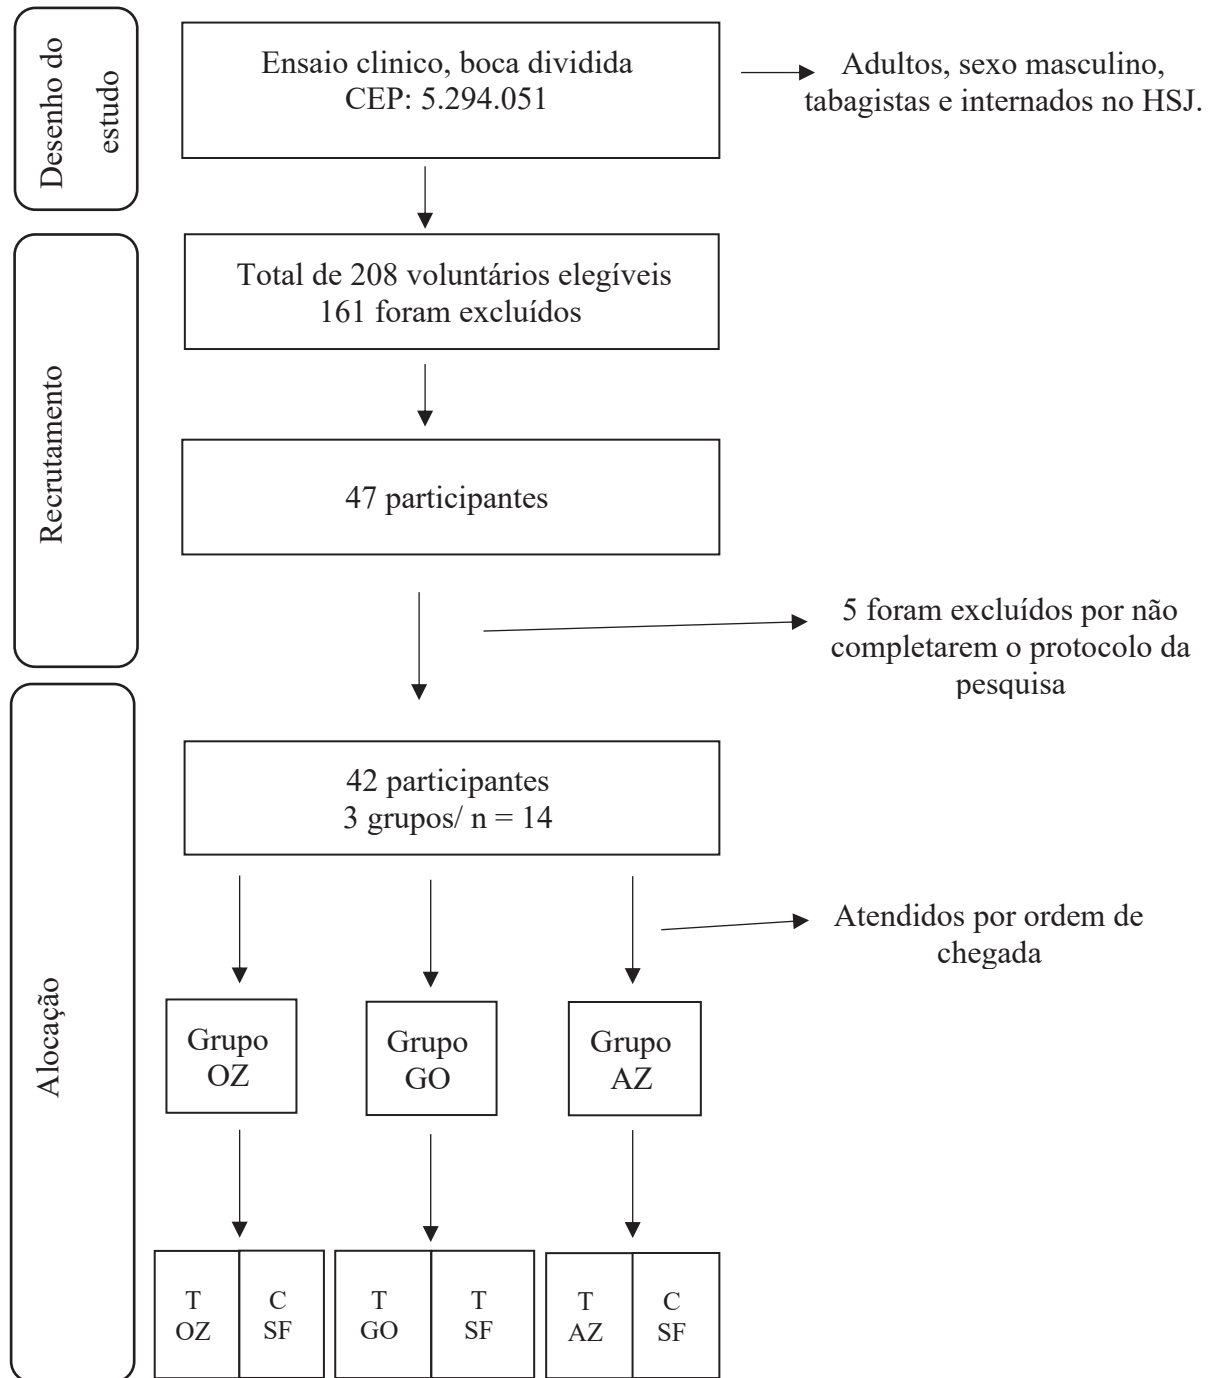 Desenho do
estudo
Ensaio clinico, boca dividida
CEP: 5.294.051
Adultos, sexo masculino,
tabagistas e internados no HSJ.
Recrutamento
Total de 208 voluntários elegíveis
161 foram excluídos
47 participantes
5 foram excluídos por não
completarem o protocolo da
pesquisa
Alocação
42 participantes
3 grupos/ n = 14
Atendidos por ordem de
chegada
Grupo
OZ
Grupo
GO
Grupo
AZ
T
OZ
C
SF
T
GO
T
SF
T
AZ
C
SF